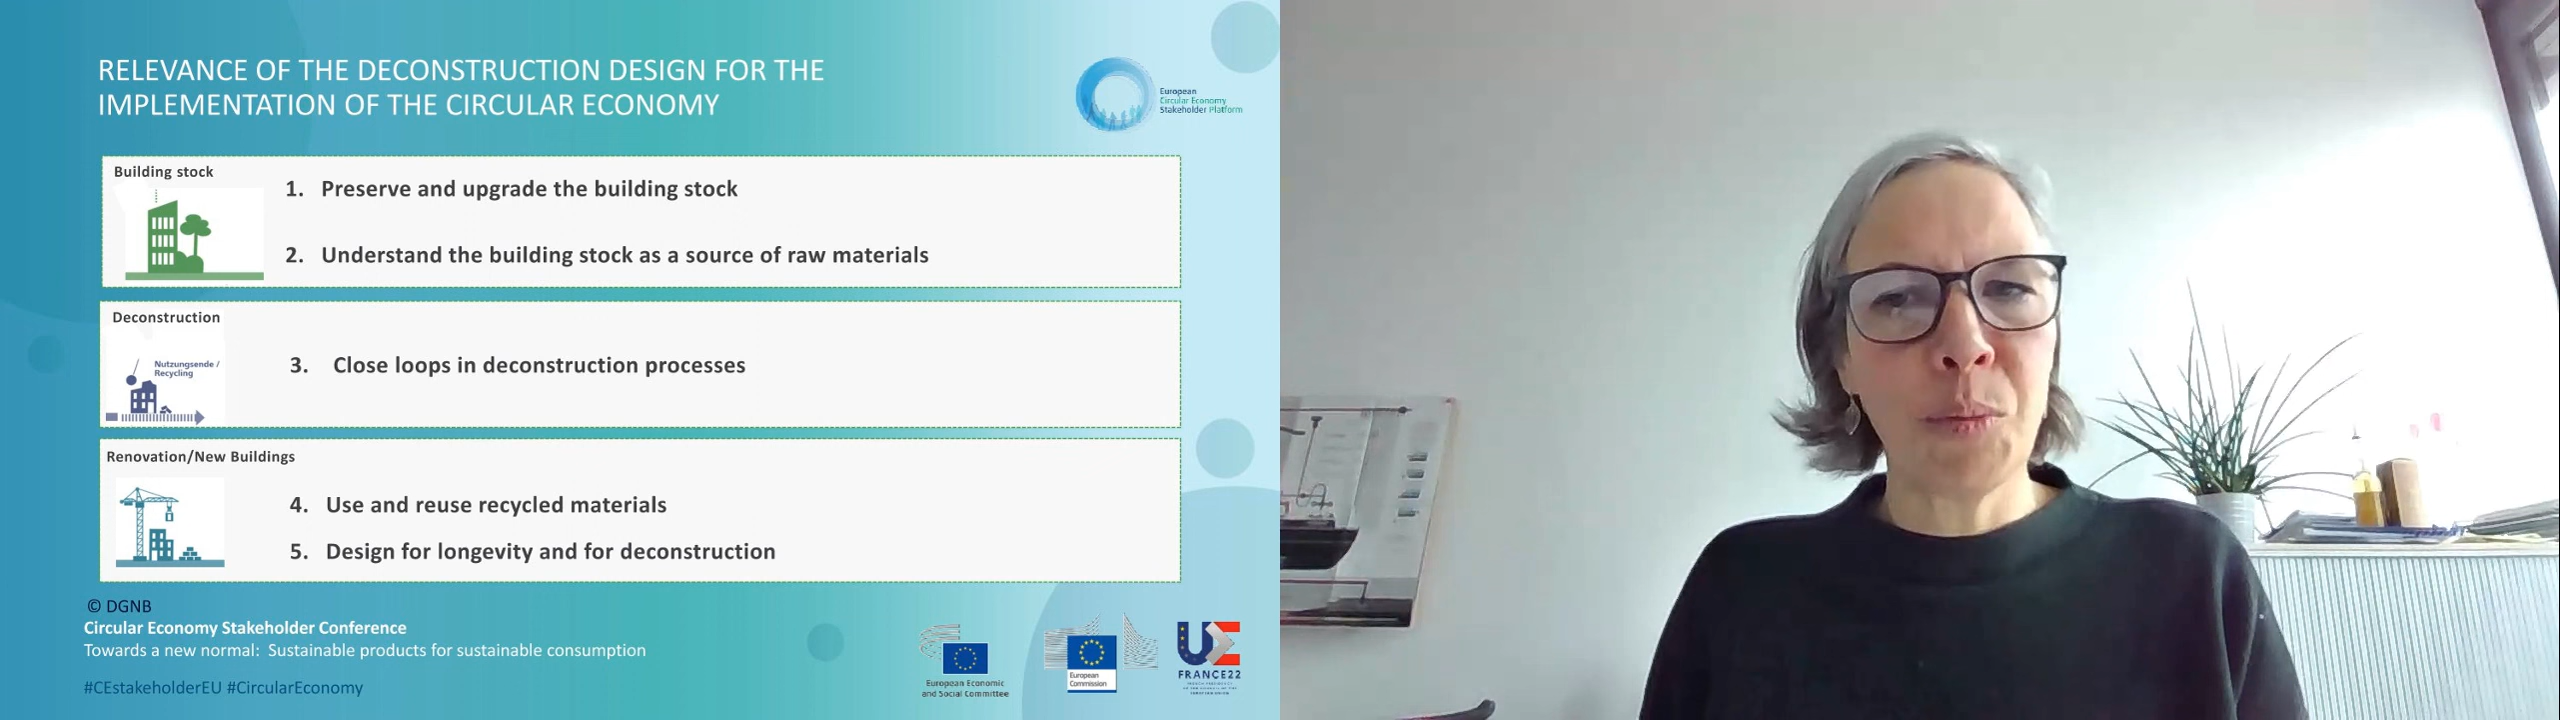 RELEVANCE OF THE DECONSTRUCTION DESIGN FOR THE
IMPLEMENTATION OF THE CIRCULAR ECONOMY
European
Circular Economy
Stakeholder Platform
Building stock
1. Preserve and upgrade the building stock
2. Understand the building stock as a source of raw materials
Deconstruction
Nutzungsende /
Recycling
3. Close loops in deconstruction processes
Renovation/New Buildings
4. Use and reuse recycled materials
5. Design for longevity and for deconstruction
© DGNB
Circular Economy Stakeholder Conference
Towards a new normal: Sustainable products for sustainable consumption
#CEstakeholderEU #CircularEconomy
European Economic
and Social Committee
European
Commission
UE
FRANCE22